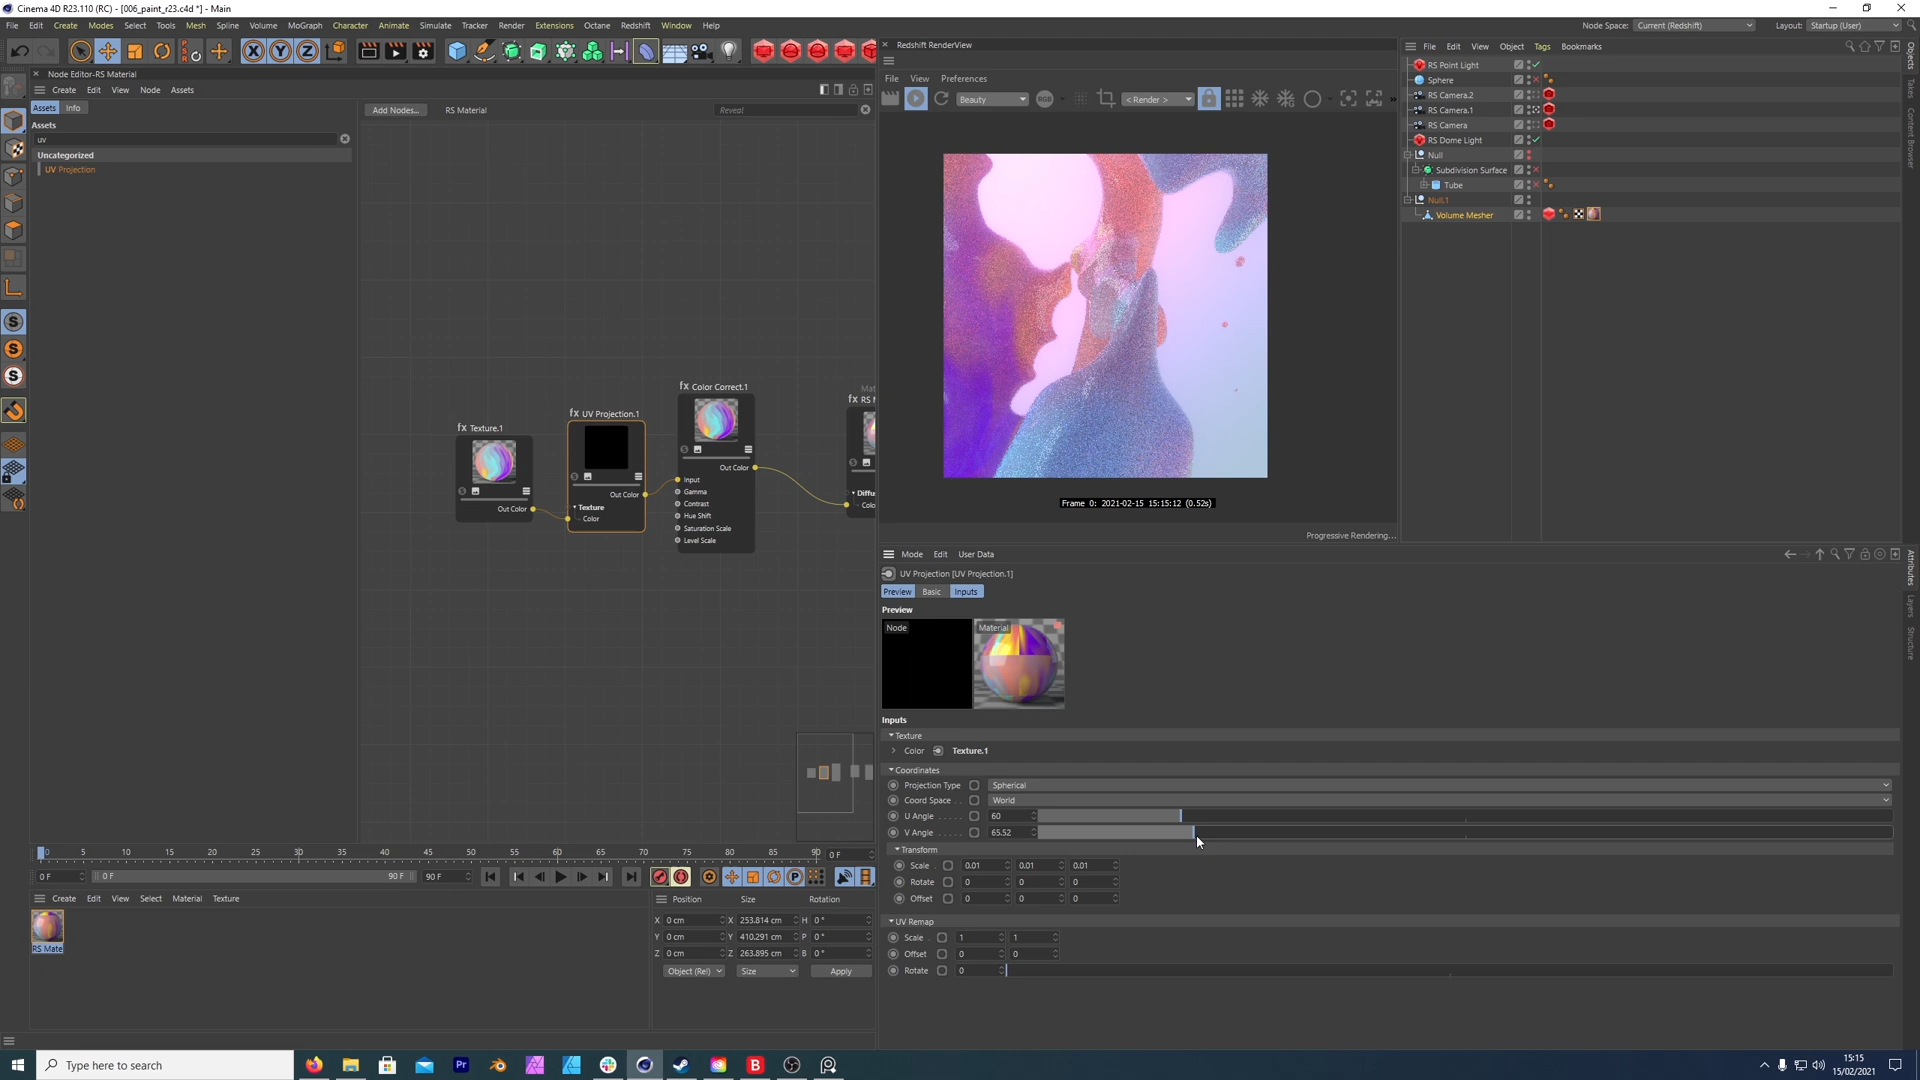 Cinema 4D R23.110 (RC) - [006_paint_r23.c4d *] - Main
File Edit Create Modes Select Tools Mesh Spline Volume MoGraph Character Animate Simulate Tracker Render Extensions Octane Redshift Window Help
Node Space: Current (Redshift) Layout: Startup (User)
Node Editor-RS Material
Create Edit View Node Assets
Assets Info
Add Nodes... RS Material Reveal
Assets
uv
Uncategorized
UV Projection
fx Texture.1
Out Color
fx UV Projection.1
Out Color
Texture
Color
fx Color Correct.1
Out Color
Input
Gamma
Contrast
Hue Shift
Saturation Scale
Level Scale
Redshift RenderView
File View Preferences
Beauty RGB < Render >
Frame 0: 2021-02-15 15:15:12 (0.52s)
Progressive Rendering...
File Edit View Object Tags Bookmarks
RS Point Light
Sphere
RS Camera.2
RS Camera.1
RS Camera
RS Dome Light
Null
Subdivision Surface
Tube
Null.1
Volume Mesher
Objects
Takes
Content Browser
Attributes
Layers
Structure
Mode Edit User Data
UV Projection [UV Projection.1]
Preview Basic Inputs
Preview
Node Material
Inputs
Texture
Color Texture.1
Coordinates
Projection Type Spherical
Coord Space . . World
U Angle . . . . . 60
V Angle . . . . . 65.52
Transform
Scale . 0.01 0.01 0.01
Rotate 0 0 0
Offset 0 0 0
UV Remap
Scale 1 1
Offset 0 0
Rotate 0
0 5 10 15 20 25 30 35 40 45 50 55 60 65 70 75 80 85 90 0 F
0 F 0 F 90 F 90 F
Create Edit View Select Material Texture
RS Mate
Position Size Rotation
X 0 cm X 253.814 cm H 0 °
Y 0 cm Y 410.291 cm P 0 °
Z 0 cm Z 263.895 cm B 0 °
Object (Rel) Size Apply
Type here to search
15:15
15/02/2021